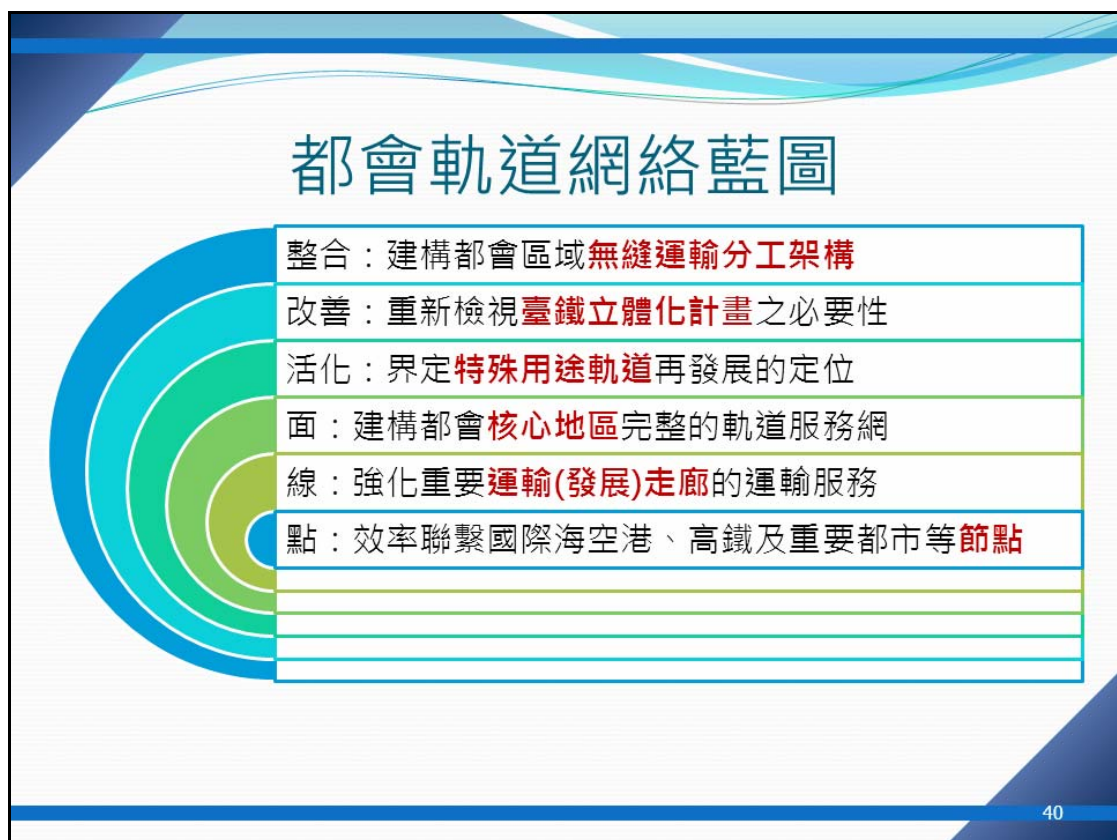 都會軌道網絡藍圖
整合：建構都會區域無縫運輸分工架構
改善：重新檢視臺鐵立體化計畫之必要性
活化：界定特殊用途軌道再發展的定位
面：建構都會核心地區完整的軌道服務網
線：強化重要運輸(發展)走廊的運輸服務
點：效率聯繫國際海空港、高鐵及重要都市等節點
40